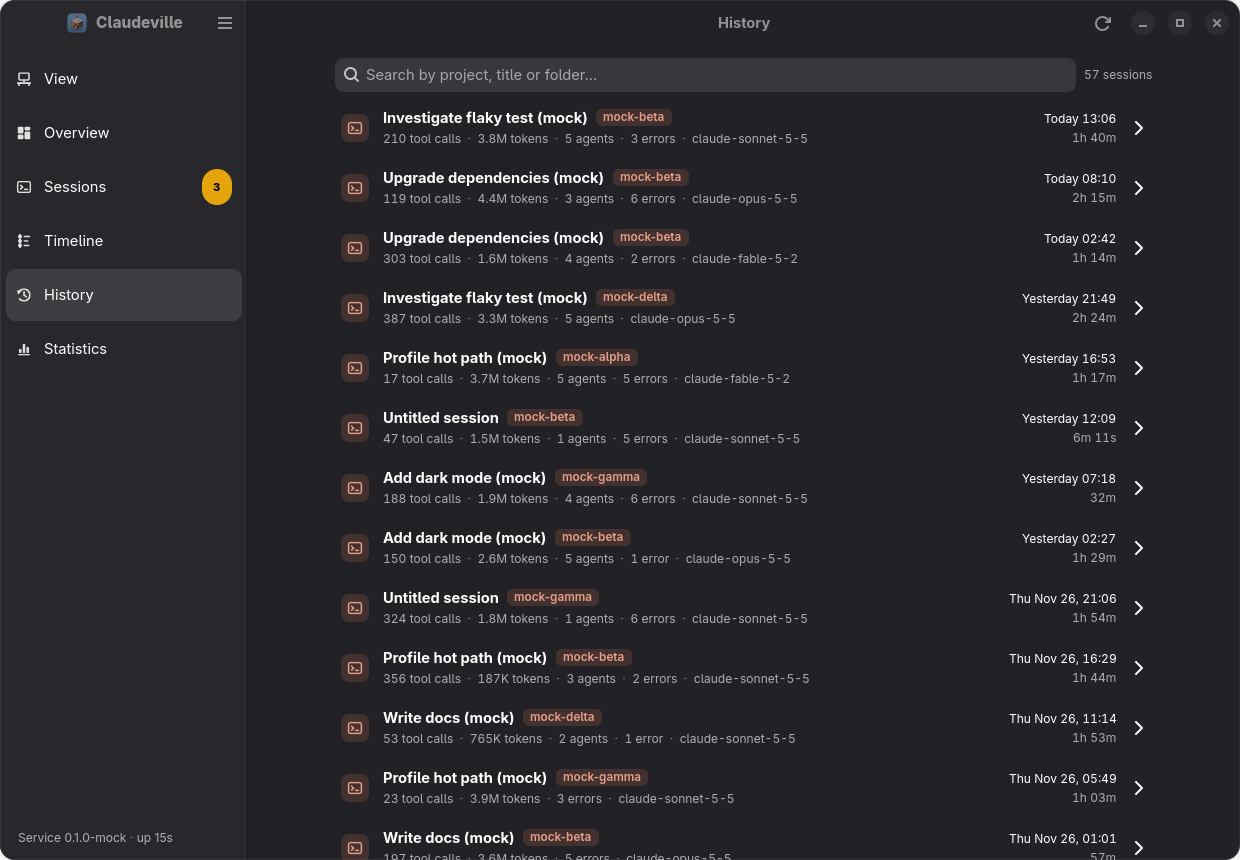 Claudeville
History
View
Overview
Sessions
3
Timeline
History
Statistics
Service 0.1.0-mock · up 15s
Search by project, title or folder...
57 sessions
Investigate flaky test (mock) mock-beta Today 13:06
210 tool calls · 3.8M tokens · 5 agents · 3 errors · claude-sonnet-5-5 1h 40m
Upgrade dependencies (mock) mock-beta Today 08:10
119 tool calls · 4.4M tokens · 3 agents · 6 errors · claude-opus-5-5 2h 15m
Upgrade dependencies (mock) mock-beta Today 02:42
303 tool calls · 1.6M tokens · 4 agents · 2 errors · claude-fable-5-2 1h 14m
Investigate flaky test (mock) mock-delta Yesterday 21:49
387 tool calls · 3.3M tokens · 5 agents · claude-opus-5-5 2h 24m
Profile hot path (mock) mock-alpha Yesterday 16:53
17 tool calls · 3.7M tokens · 5 agents · 5 errors · claude-fable-5-2 1h 17m
Untitled session mock-beta Yesterday 12:09
47 tool calls · 1.5M tokens · 1 agents · 5 errors · claude-sonnet-5-5 6m 11s
Add dark mode (mock) mock-gamma Yesterday 07:18
188 tool calls · 1.9M tokens · 4 agents · 6 errors · claude-sonnet-5-5 32m
Add dark mode (mock) mock-beta Yesterday 02:27
150 tool calls · 2.6M tokens · 5 agents · 1 error · claude-opus-5-5 1h 29m
Untitled session mock-gamma Thu Nov 26, 21:06
324 tool calls · 1.8M tokens · 1 agents · 6 errors · claude-sonnet-5-5 1h 54m
Profile hot path (mock) mock-beta Thu Nov 26, 16:29
356 tool calls · 187K tokens · 3 agents · 2 errors · claude-sonnet-5-5 1h 44m
Write docs (mock) mock-delta Thu Nov 26, 11:14
53 tool calls · 765K tokens · 2 agents · 1 error · claude-sonnet-5-5 1h 53m
Profile hot path (mock) mock-gamma Thu Nov 26, 05:49
23 tool calls · 3.9M tokens · 3 errors · claude-sonnet-5-5 1h 03m
Write docs (mock) mock-beta Thu Nov 26, 01:01
197 tool calls · 3.6M tokens · 5 errors · claude-opus-5-5 57m